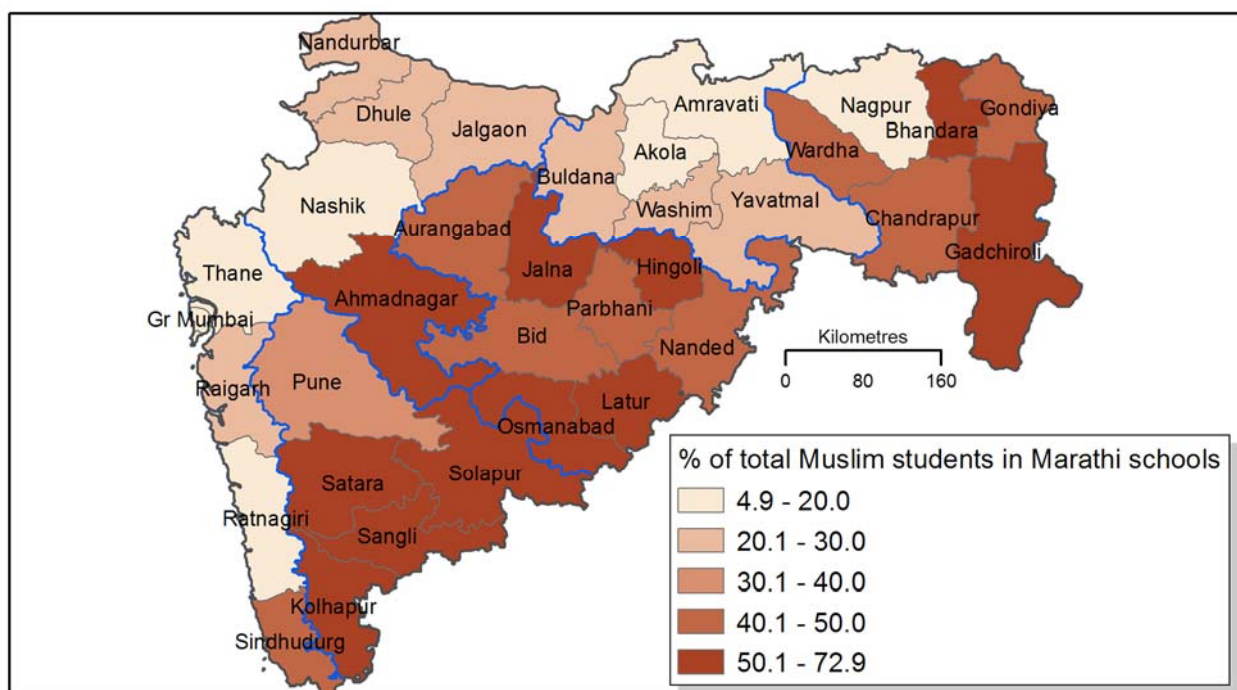 Nandurbar
Dhule
Jalgaon
Buldana
Akola
Amravati
Nagpur
Bhandara
Gondiya
Wardha
Washim
Yavatmal
Chandrapur
Gadchiroli
Nashik
Aurangabad
Jalna
Hingoli
Thane
Ahmadnagar
Parbhani
Gr Mumbai
Bid
Nanded
Raigarh
Pune
Latur
Osmanabad
Satara
Solapur
Ratnagiri
Sangli
Kolhapur
Sindhudurg
Kilometres
0 80 160
% of total Muslim students in Marathi schools
4.9 - 20.0
20.1 - 30.0
30.1 - 40.0
40.1 - 50.0
50.1 - 72.9